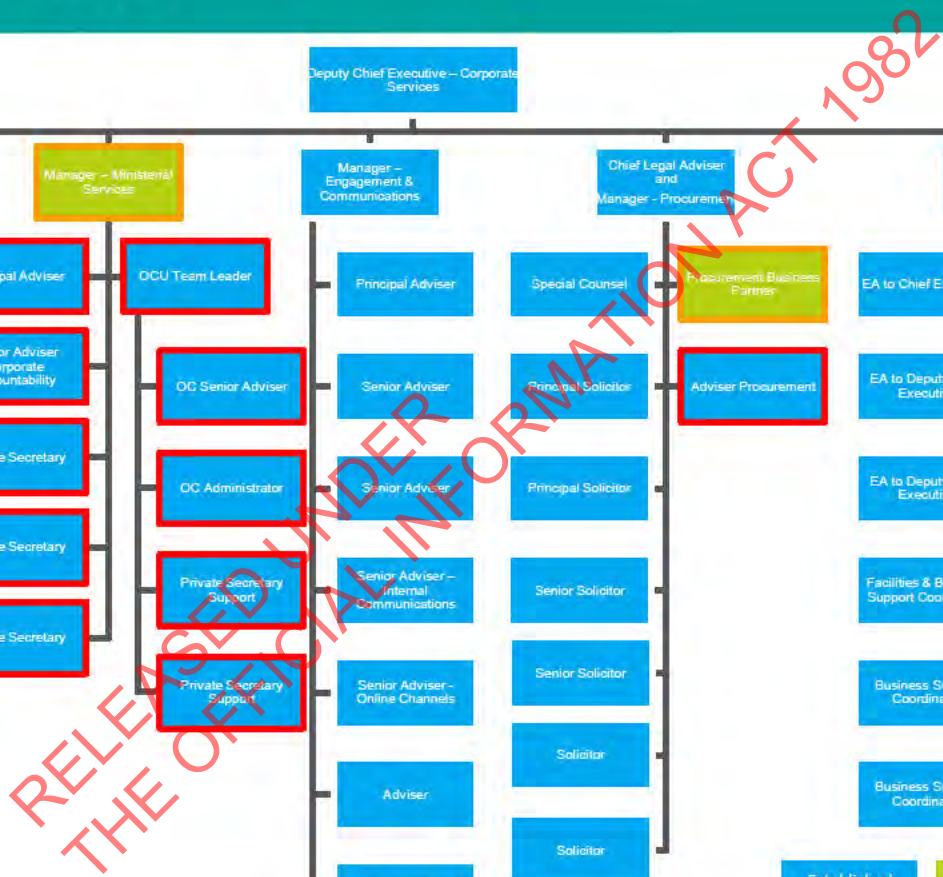 Deputy Chief Executive – Corporate
Services
Manager – Ministerial
Services
Manager –
Engagement &
Communications
Chief Legal Adviser
and
Manager - Procurement
pal Adviser
OCU Team Leader
Principal Adviser
Special Counsel
Procurement Business
Partner
EA to Chief E
or Adviser
rporate
ountability
OC Senior Adviser
Senior Adviser
Principal Solicitor
Adviser Procurement
EA to Deput
Executi
e Secretary
OC Administrator
Senior Adviser
Principal Solicitor
EA to Deput
Executi
e Secretary
Private Secretary
Support
Senior Adviser –
Internal
Communications
Senior Solicitor
Facilities & B
Support Coo
e Secretary
Private Secretary
Support
Senior Adviser -
Online Channels
Senior Solicitor
Business S
Coordina
Solicitor
Adviser
Business S
Coordina
Solicitor
RELEASED UNDER
THE OFFICIAL INFORMATION ACT 1982